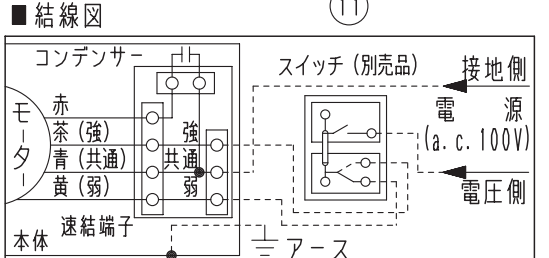 ■結線図
11
コンデンサー
スイッチ(別売品)
接地側
電源
(a.c.100V)
電圧側
モーター
赤
茶(強)
青(共通)
黄(弱)
強
共通
弱
速結端子
本体
アース